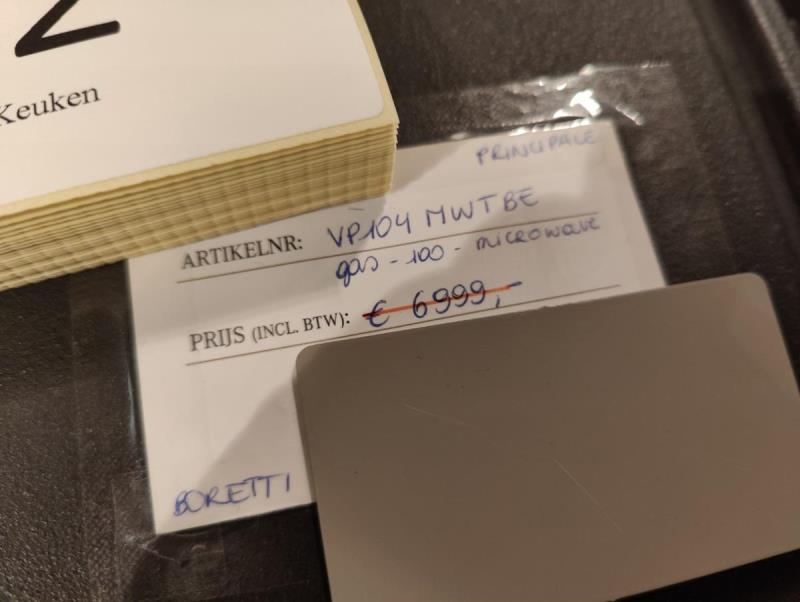 2
Keuken
PRINCIPALE
ARTIKELNR: VP104 MWTBE
gas - 100 - microwave
PRIJS (INCL. BTW): € 6999,-
BORETTI